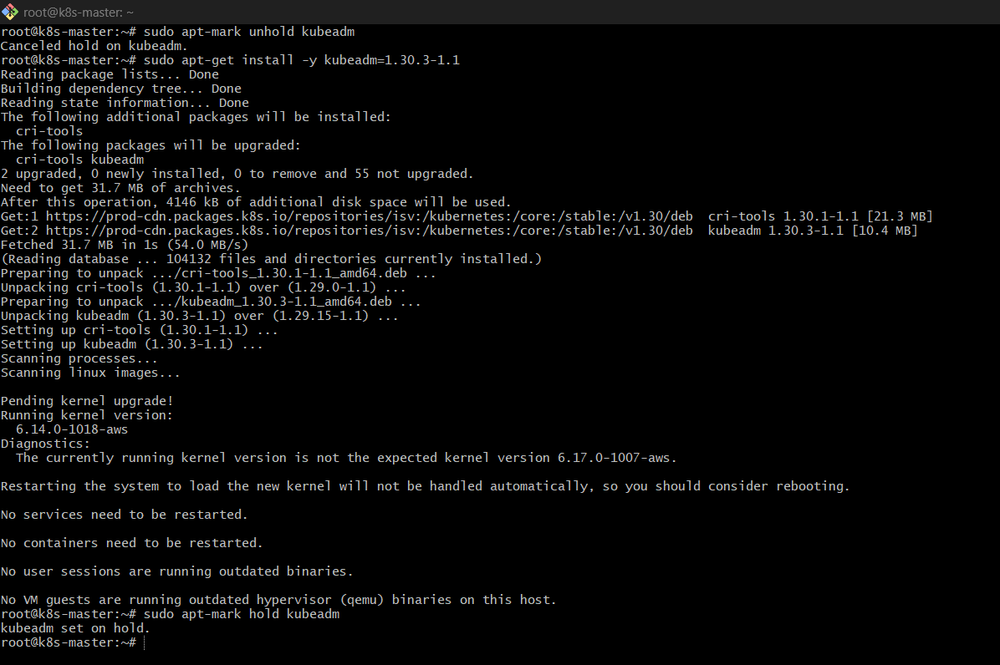 root@k8s-master: ~
root@k8s-master:~# sudo apt-mark unhold kubeadm
Canceled hold on kubeadm.
root@k8s-master:~# sudo apt-get install -y kubeadm=1.30.3-1.1
Reading package lists... Done
Building dependency tree... Done
Reading state information... Done
The following additional packages will be installed:
  cri-tools
The following packages will be upgraded:
  cri-tools kubeadm
2 upgraded, 0 newly installed, 0 to remove and 55 not upgraded.
Need to get 31.7 MB of archives.
After this operation, 4146 kB of additional disk space will be used.
Get:1 https://prod-cdn.packages.k8s.io/repositories/isv:/kubernetes:/core:/stable:/v1.30/deb  cri-tools 1.30.1-1.1 [21.3 MB]
Get:2 https://prod-cdn.packages.k8s.io/repositories/isv:/kubernetes:/core:/stable:/v1.30/deb  kubeadm 1.30.3-1.1 [10.4 MB]
Fetched 31.7 MB in 1s (54.0 MB/s)
(Reading database ... 104132 files and directories currently installed.)
Preparing to unpack .../cri-tools_1.30.1-1.1_amd64.deb ...
Unpacking cri-tools (1.30.1-1.1) over (1.29.0-1.1) ...
Preparing to unpack .../kubeadm_1.30.3-1.1_amd64.deb ...
Unpacking kubeadm (1.30.3-1.1) over (1.29.15-1.1) ...
Setting up cri-tools (1.30.1-1.1) ...
Setting up kubeadm (1.30.3-1.1) ...
Scanning processes...
Scanning linux images...

Pending kernel upgrade!
Running kernel version:
  6.14.0-1018-aws
Diagnostics:
  The currently running kernel version is not the expected kernel version 6.17.0-1007-aws.

Restarting the system to load the new kernel will not be handled automatically, so you should consider rebooting.

No services need to be restarted.

No containers need to be restarted.

No user sessions are running outdated binaries.

No VM guests are running outdated hypervisor (qemu) binaries on this host.
root@k8s-master:~# sudo apt-mark hold kubeadm
kubeadm set on hold.
root@k8s-master:~#